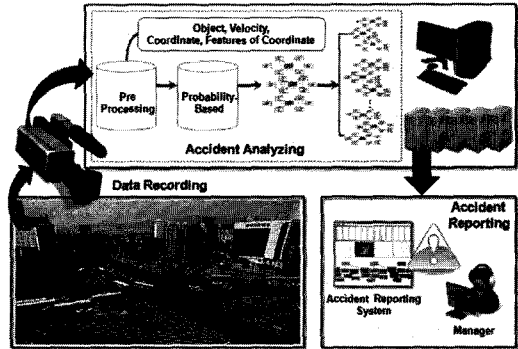 Object, Velocity,
Coordinate, Features of Coordinate
Pre
Processing
Probability-
Based
Accident Analyzing
Data Recording
Accident
Reporting
Accident Reporting
System
Manager